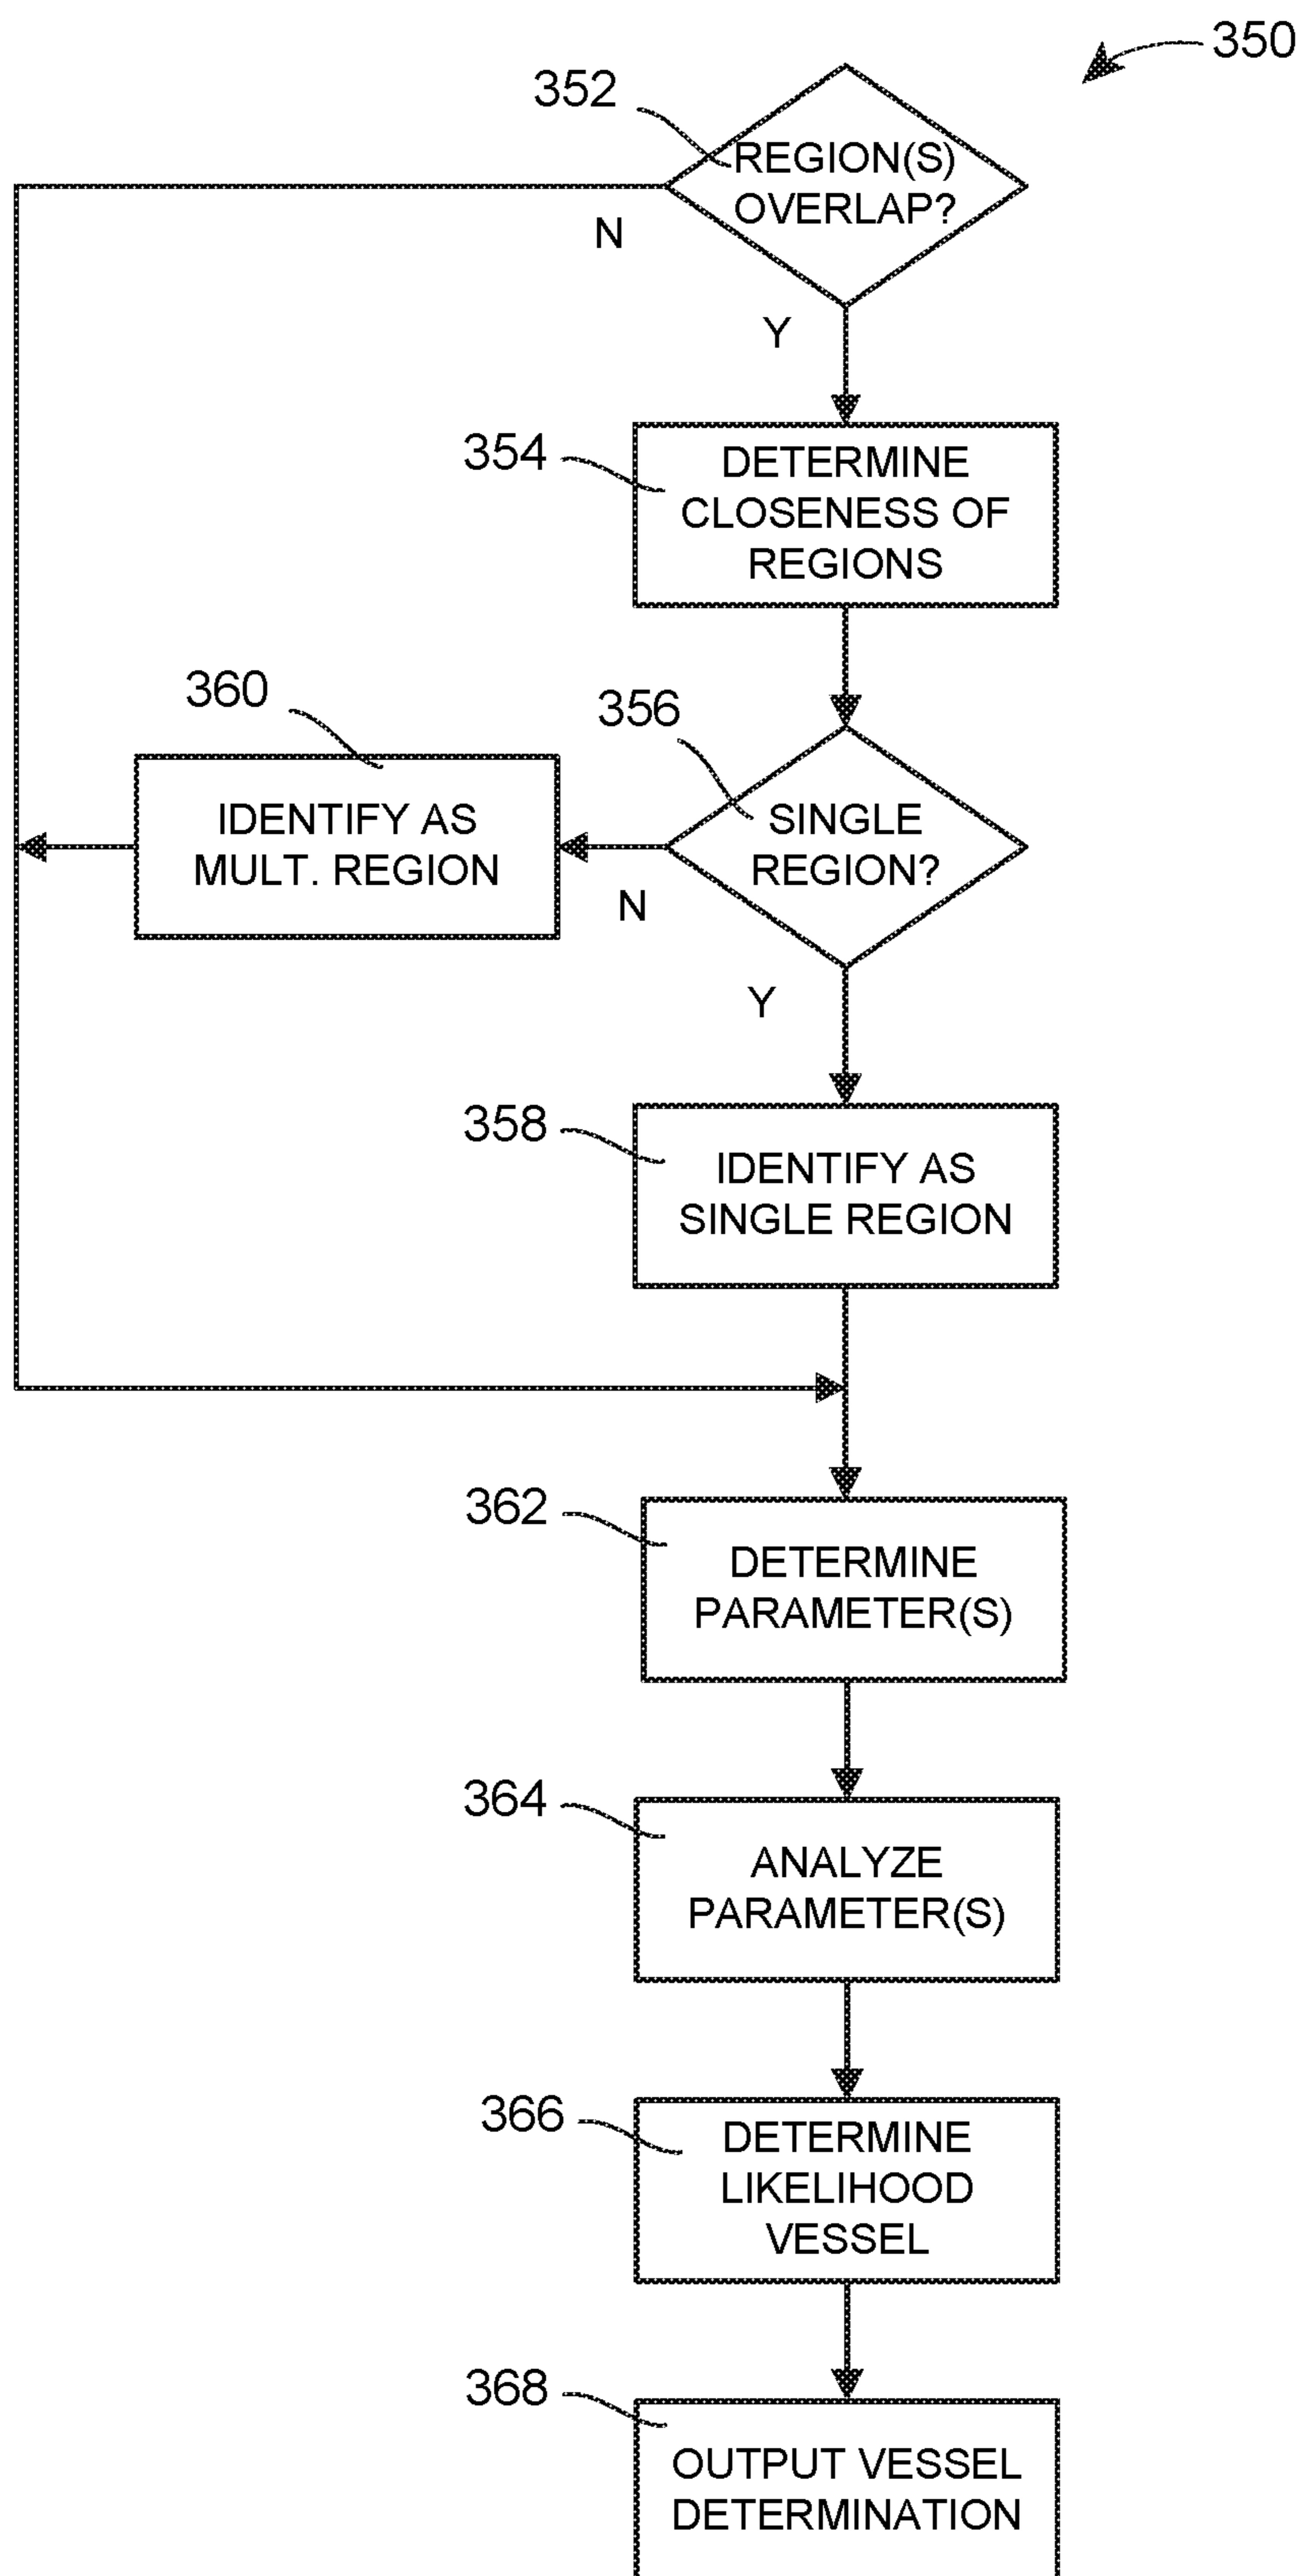 350
352
REGION(S)
OVERLAP?
N
Y
354
DETERMINE
CLOSENESS OF
REGIONS
360
356
IDENTIFY AS
MULT. REGION
SINGLE
REGION?
N
Y
358
IDENTIFY AS
SINGLE REGION
362
DETERMINE
PARAMETER(S)
364
ANALYZE
PARAMETER(S)
366
DETERMINE
LIKELIHOOD
VESSEL
368
OUTPUT VESSEL
DETERMINATION